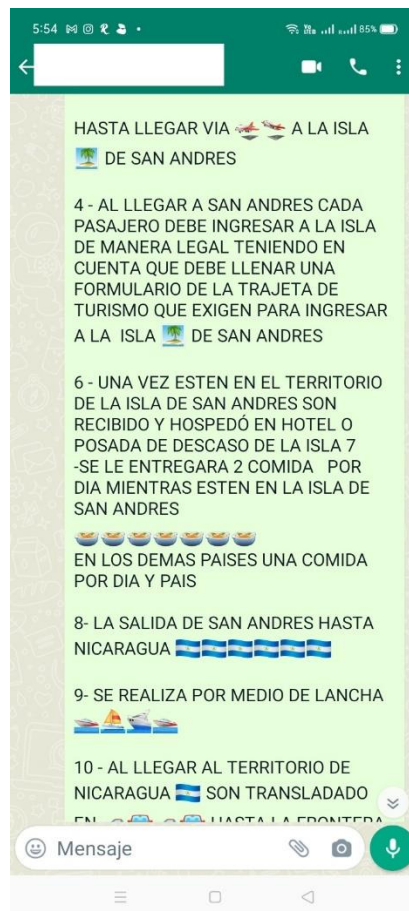 5:54
85%
HASTA LLEGAR VIA 🛩️🛬 A LA ISLA
🏝️ DE SAN ANDRES
4 - AL LLEGAR A SAN ANDRES CADA
PASAJERO DEBE INGRESAR A LA ISLA
DE MANERA LEGAL TENIENDO EN
CUENTA QUE DEBE LLENAR UNA
FORMULARIO DE LA TRAJETA DE
TURISMO QUE EXIGEN PARA INGRESAR
A LA ISLA 🏝️ DE SAN ANDRES
6 - UNA VEZ ESTEN EN EL TERRITORIO
DE LA ISLA DE SAN ANDRES SON
RECIBIDO Y HOSPEDÓ EN HOTEL O
POSADA DE DESCASO DE LA ISLA 7
-SE LE ENTREGARA 2 COMIDA POR
DIA MIENTRAS ESTEN EN LA ISLA DE
SAN ANDRES
🍜🍜🍜🍜🍜🍜🍜
EN LOS DEMAS PAISES UNA COMIDA
POR DIA Y PAIS
8- LA SALIDA DE SAN ANDRES HASTA
NICARAGUA 🇳🇮🇳🇮🇳🇮🇳🇮🇳🇮🇳🇮
9- SE REALIZA POR MEDIO DE LANCHA
🚤⛵🛥️🚤
10 - AL LLEGAR AL TERRITORIO DE
NICARAGUA 🇳🇮 SON TRANSLADADO
EN HASTA LA FRONTERA
Mensaje